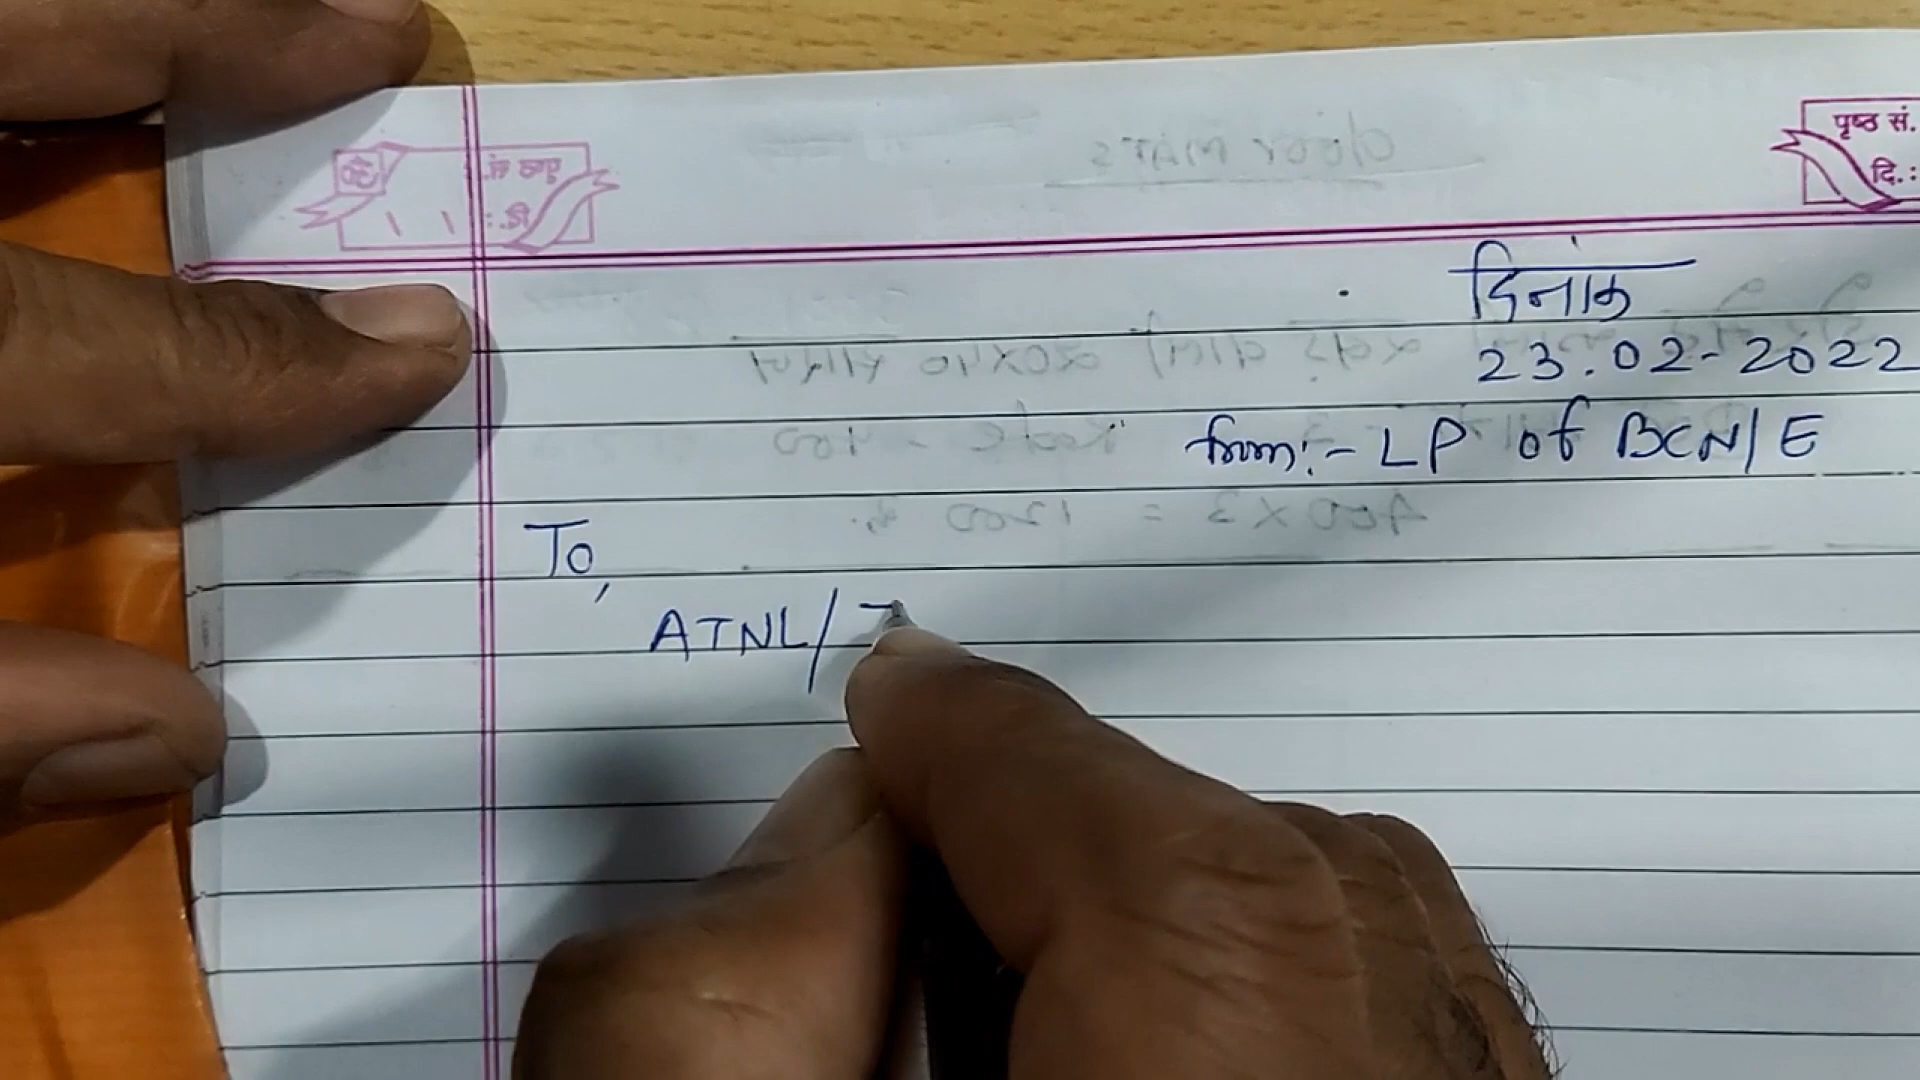 पृष्ठ सं.
दि.:
दिनांक
23.02-2022
from:- LP of BCN/E
To,
ATNL/